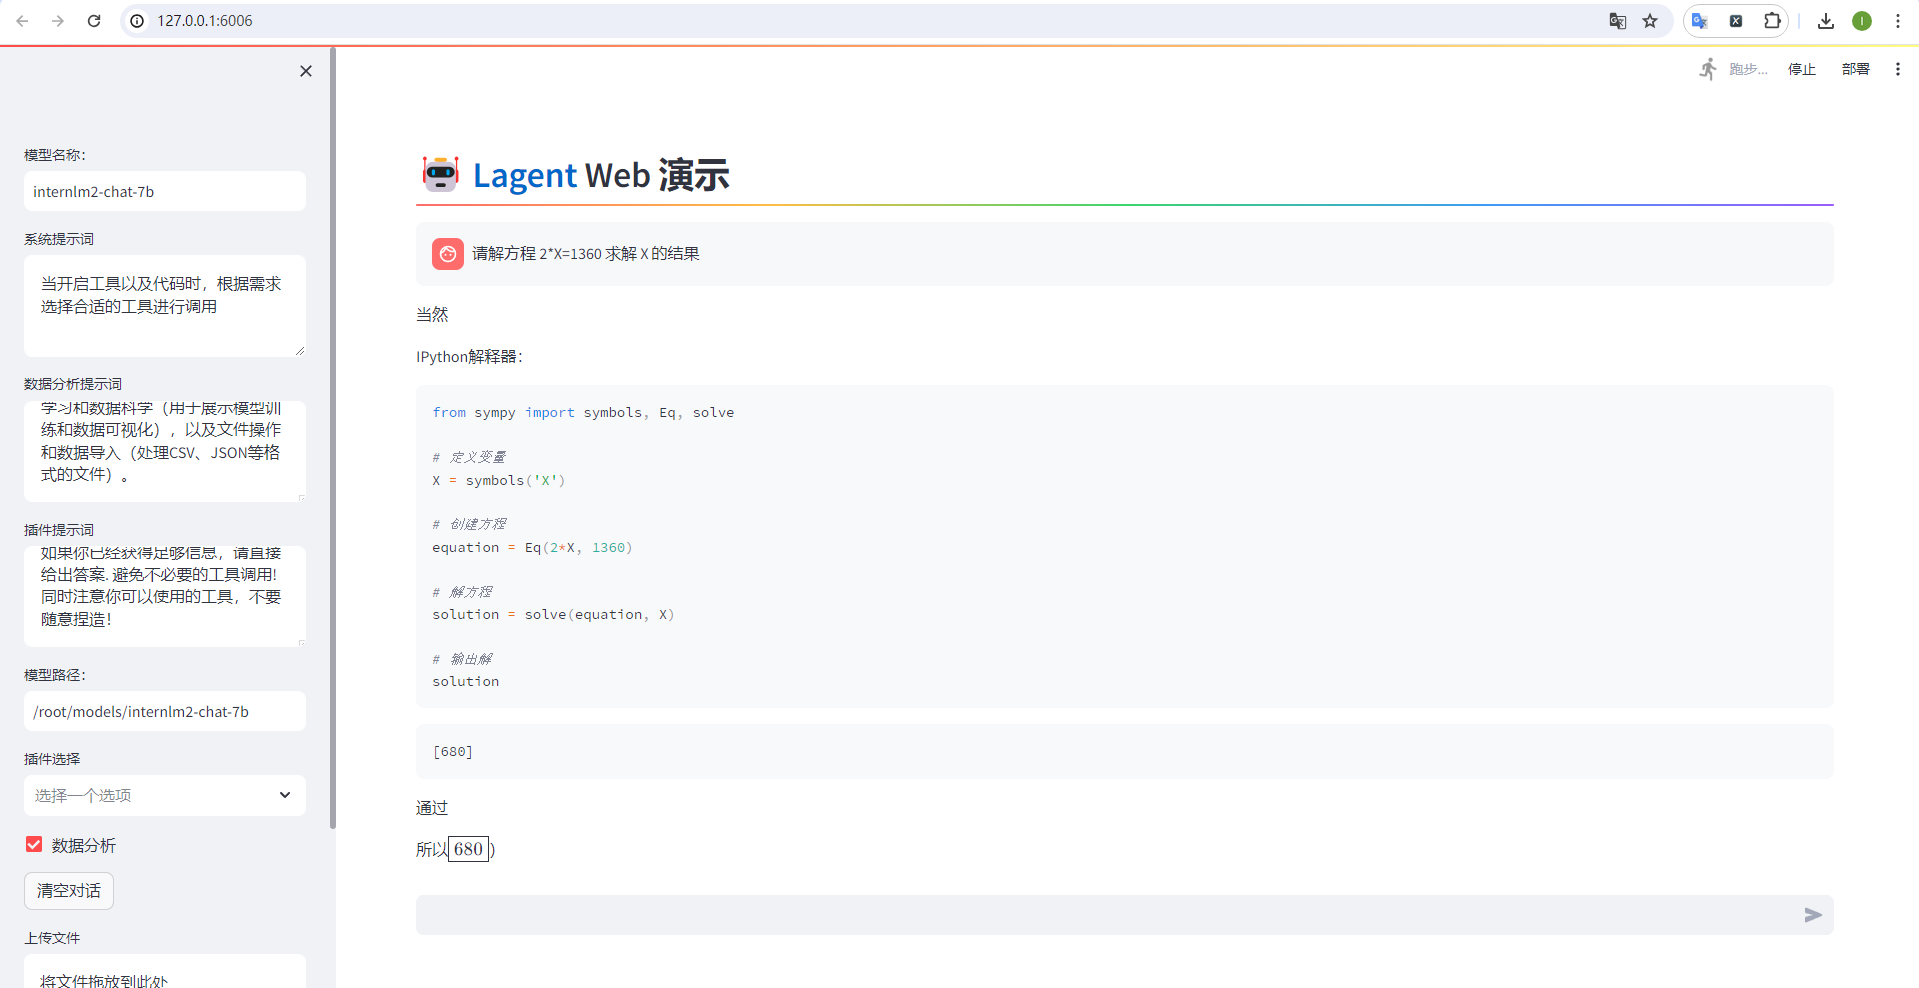 127.0.0.1:6006
跑步...
停止
部署
模型名称：
internlm2-chat-7b
系统提示词
当开启工具以及代码时，根据需求
选择合适的工具进行调用
数据分析提示词
学习和数据科学（用于展示模型训
练和数据可视化），以及文件操作
和数据导入（处理CSV、JSON等格
式的文件）。
插件提示词
如果你已经获得足够信息，请直接
给出答案. 避免不必要的工具调用!
同时注意你可以使用的工具，不要
随意捏造！
模型路径：
/root/models/internlm2-chat-7b
插件选择
选择一个选项
数据分析
清空对话
上传文件
将文件拖放到此处
Lagent Web 演示
请解方程 2*X=1360 求解 X 的结果
当然
IPython解释器：
from sympy import symbols, Eq, solve
# 定义变量
X = symbols('X')
# 创建方程
equation = Eq(2*X, 1360)
# 解方程
solution = solve(equation, X)
# 输出解
solution
[680]
通过
所以680)